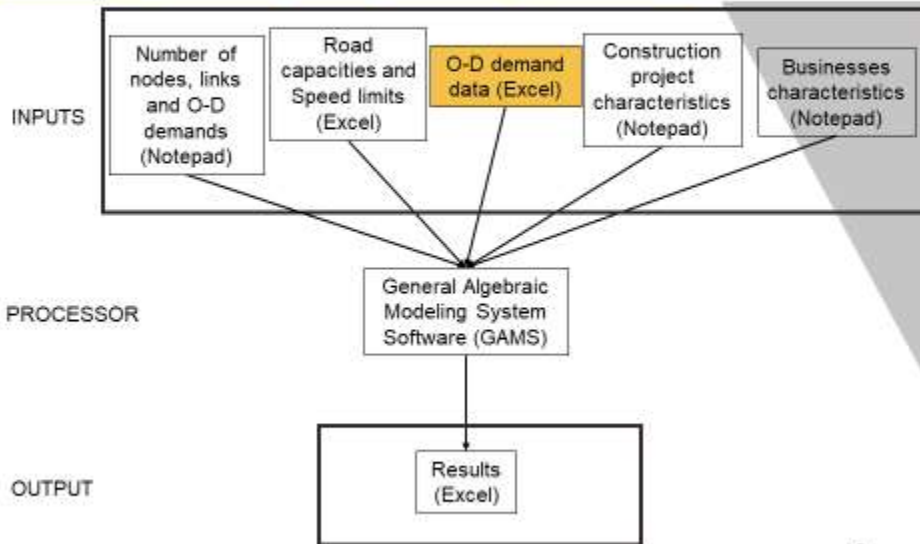 INPUTS
Number of
nodes, links
and O-D
demands
(Notepad)
Road
capacities and
Speed limits
(Excel)
O-D demand
data (Excel)
Construction
project
characteristics
(Notepad)
Businesses
characteristics
(Notepad)
PROCESSOR
General Algebraic
Modeling System
Software (GAMS)
OUTPUT
Results
(Excel)